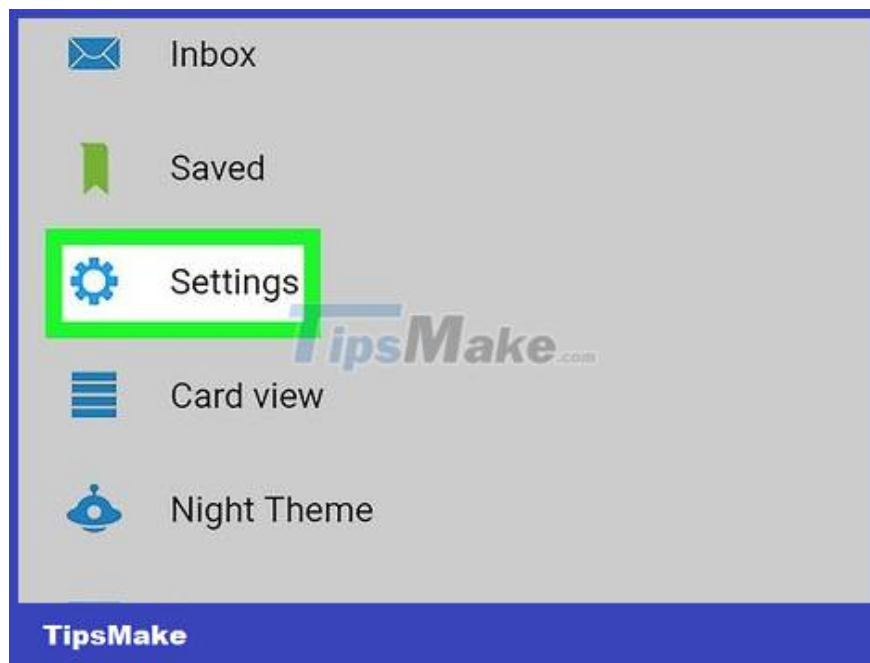 Inbox
Saved
Settings
TipsMake.com
Card view
Night Theme
TipsMake